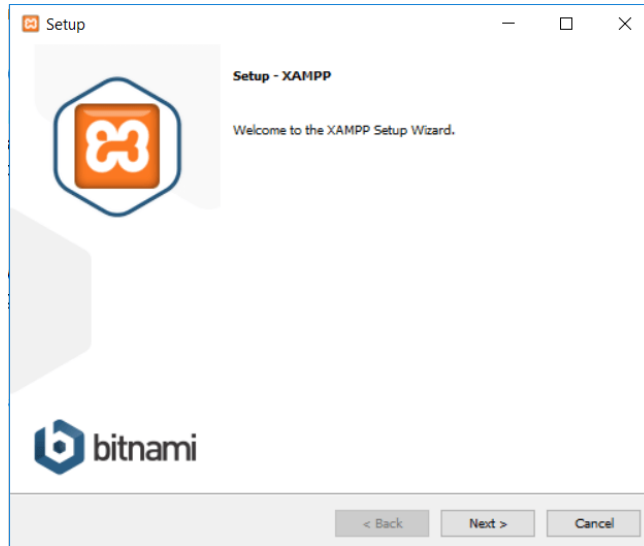 Setup
Setup - XAMPP
Welcome to the XAMPP Setup Wizard.
bitnami
< Back
Next >
Cancel